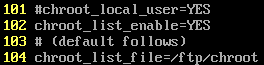 101 #chroot_local_user=YES
102 chroot_list_enable=YES
103 # (default follows)
104 chroot_list_file=/ftp/chroot